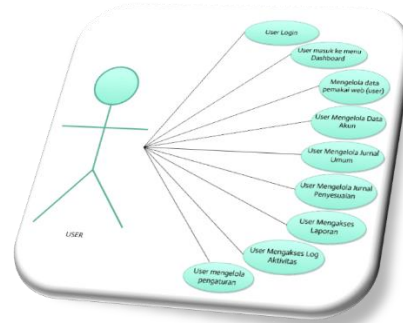 User Login
User masuk ke menu
Dashboard
Mengelola data
pemakai web (user)
User Mengelola Data
Akun
User Mengelola Jurnal
Umum
User Mengelola Jurnal
Penyesuaian
User Mengakses
Laporan
User Mengakses Log
Aktivitas
User mengelola
pengaturan
USER